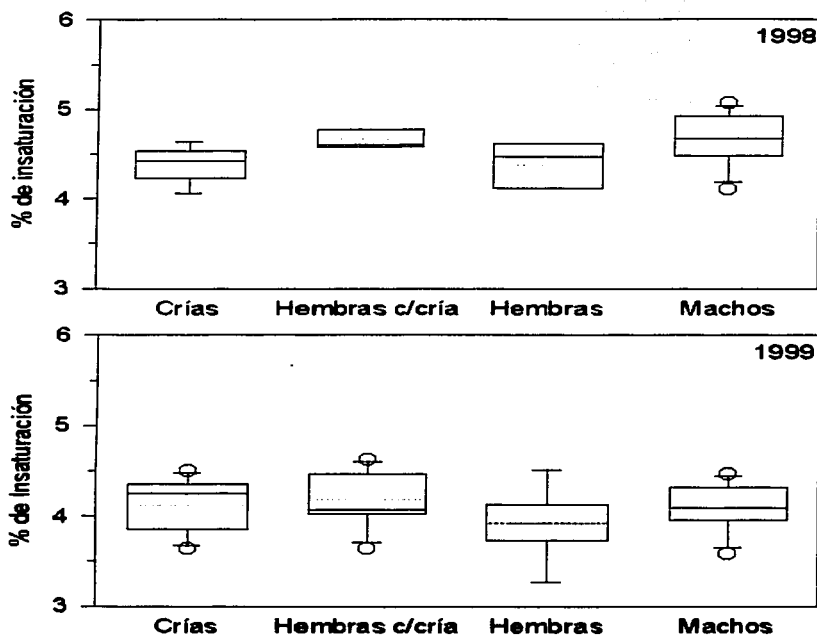 6
1998
5
4
3
% de insaturación
Crías Hembras c/cría Hembras Machos
6
1999
5
4
3
% de Insaturación
Crías Hembras c/cría Hembras Machos